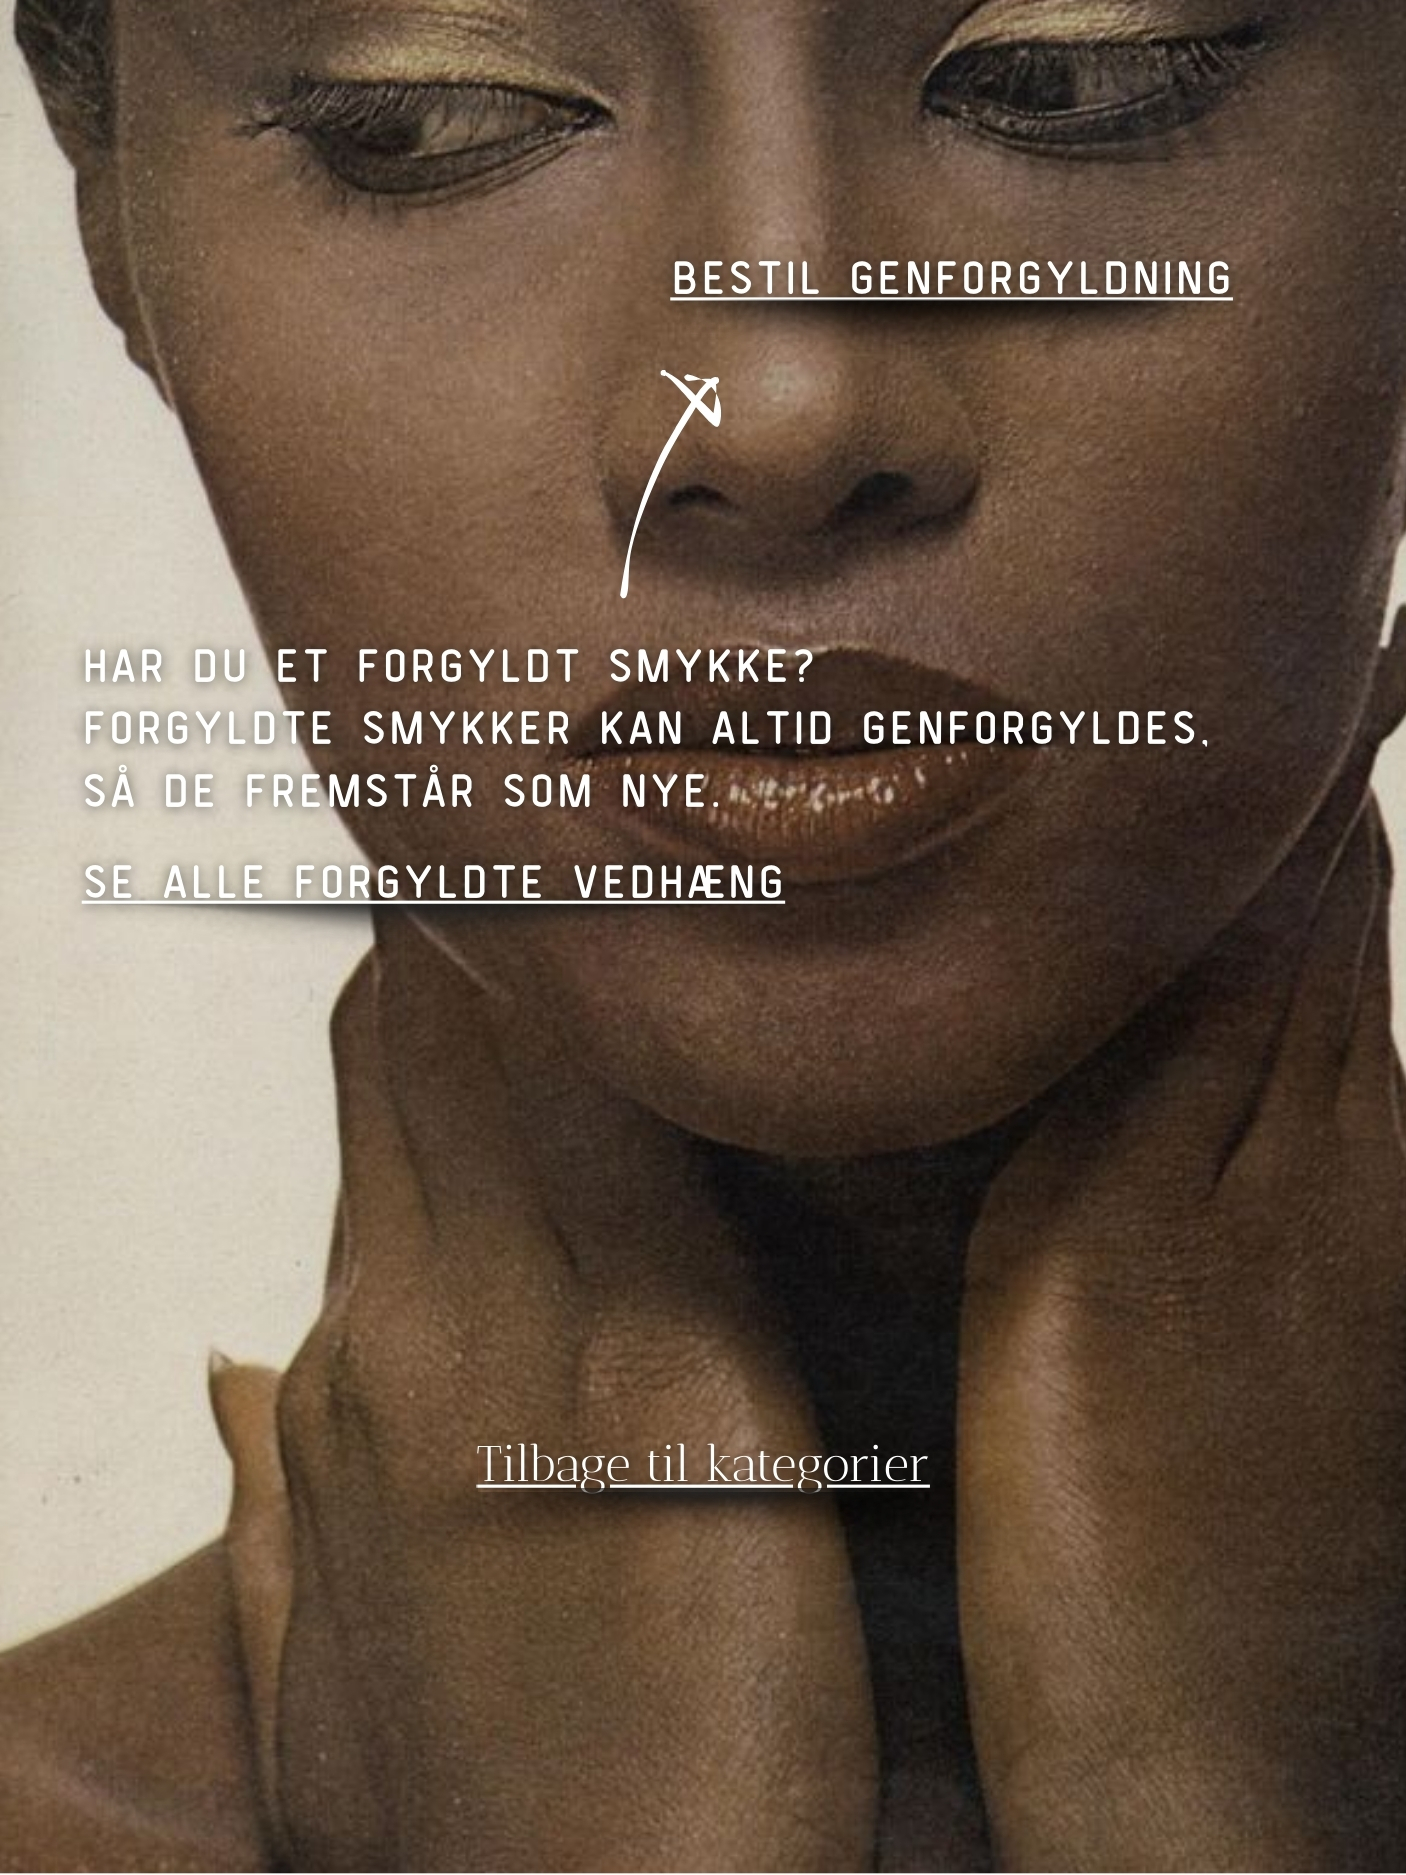 BESTIL GENFORGYLDNING
HAR DU ET FORGYLDT SMYKKE?
FORGYLDTE SMYKKER KAN ALTID GENFORGYLDES,
SÅ DE FREMSTÅR SOM NYE.
SE ALLE FORGYLDTE VEDHÆNG
Tilbage til kategorier